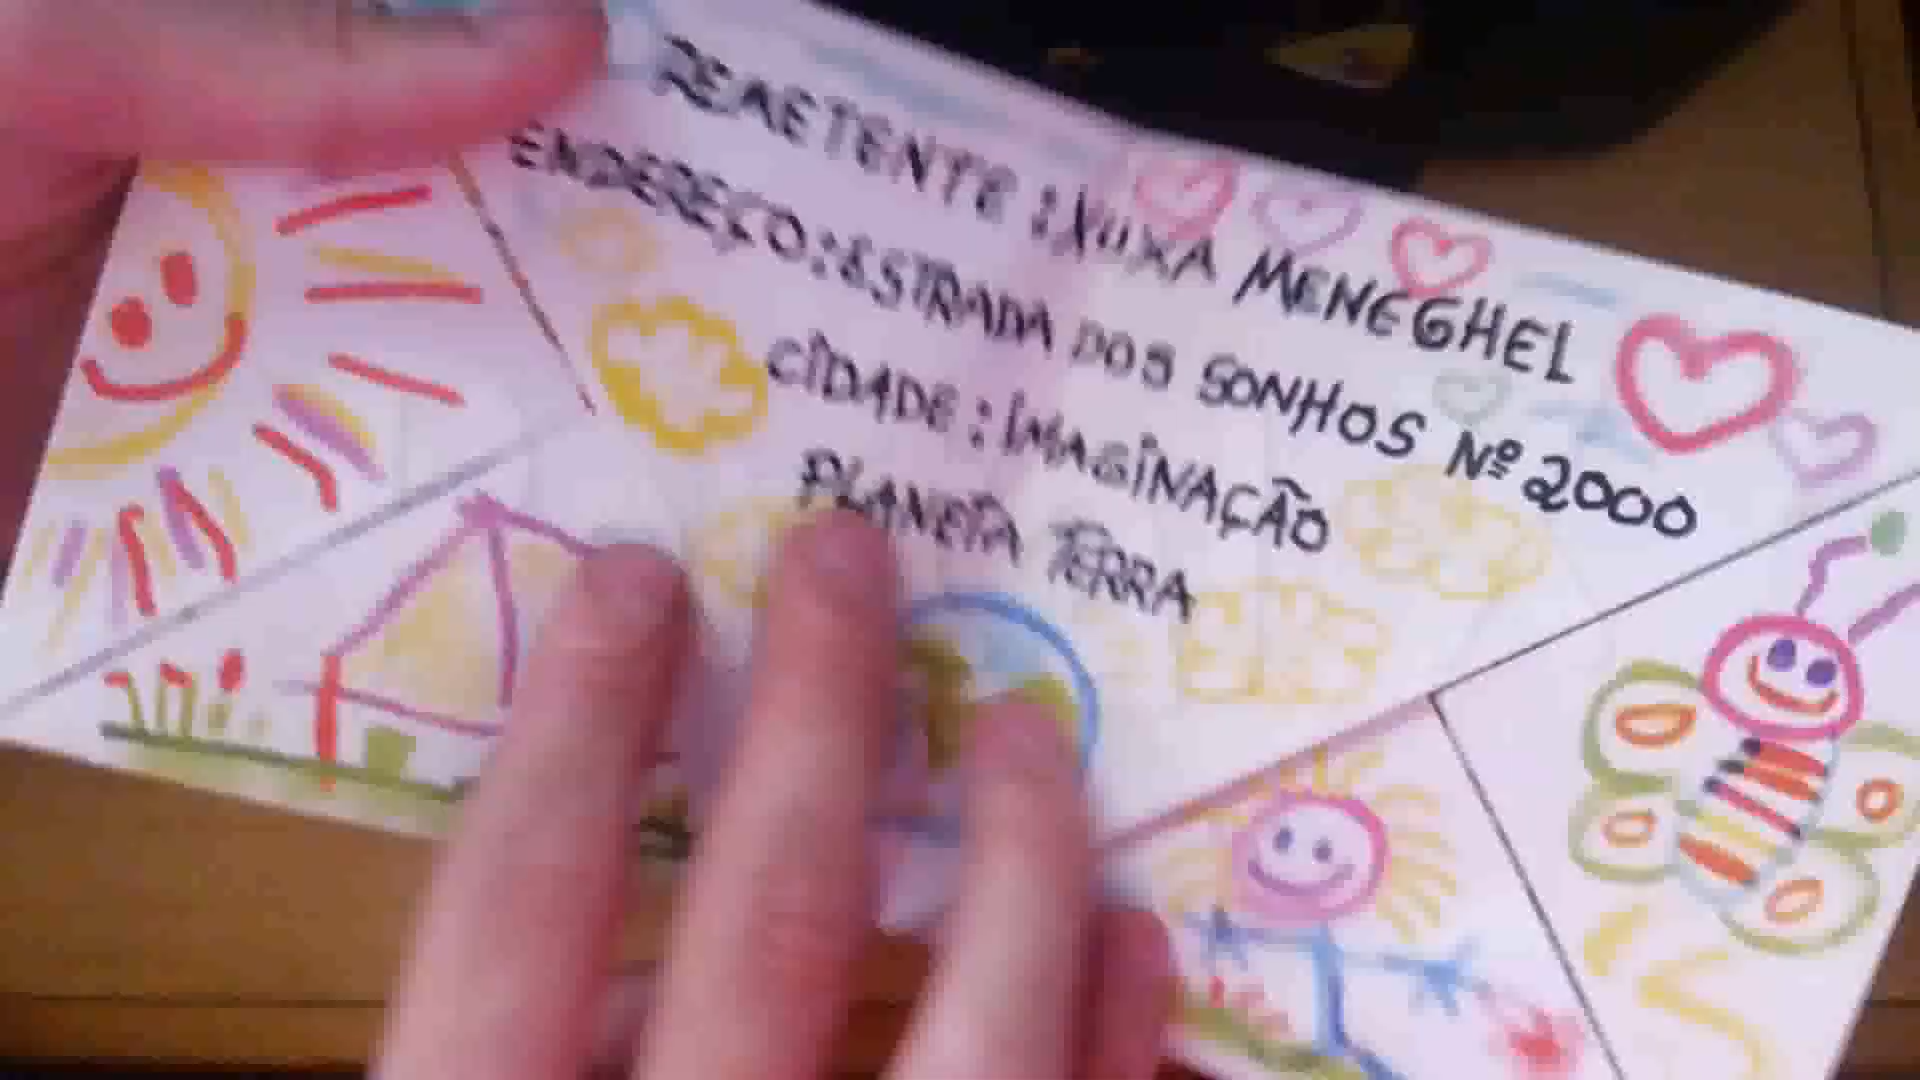 REMETENTE: XUXA MENEGHEL
ENDEREÇO: ESTRADA DOS SONHOS Nº 2000
CIDADE: IMAGINAÇÃO
PLANETA TERRA